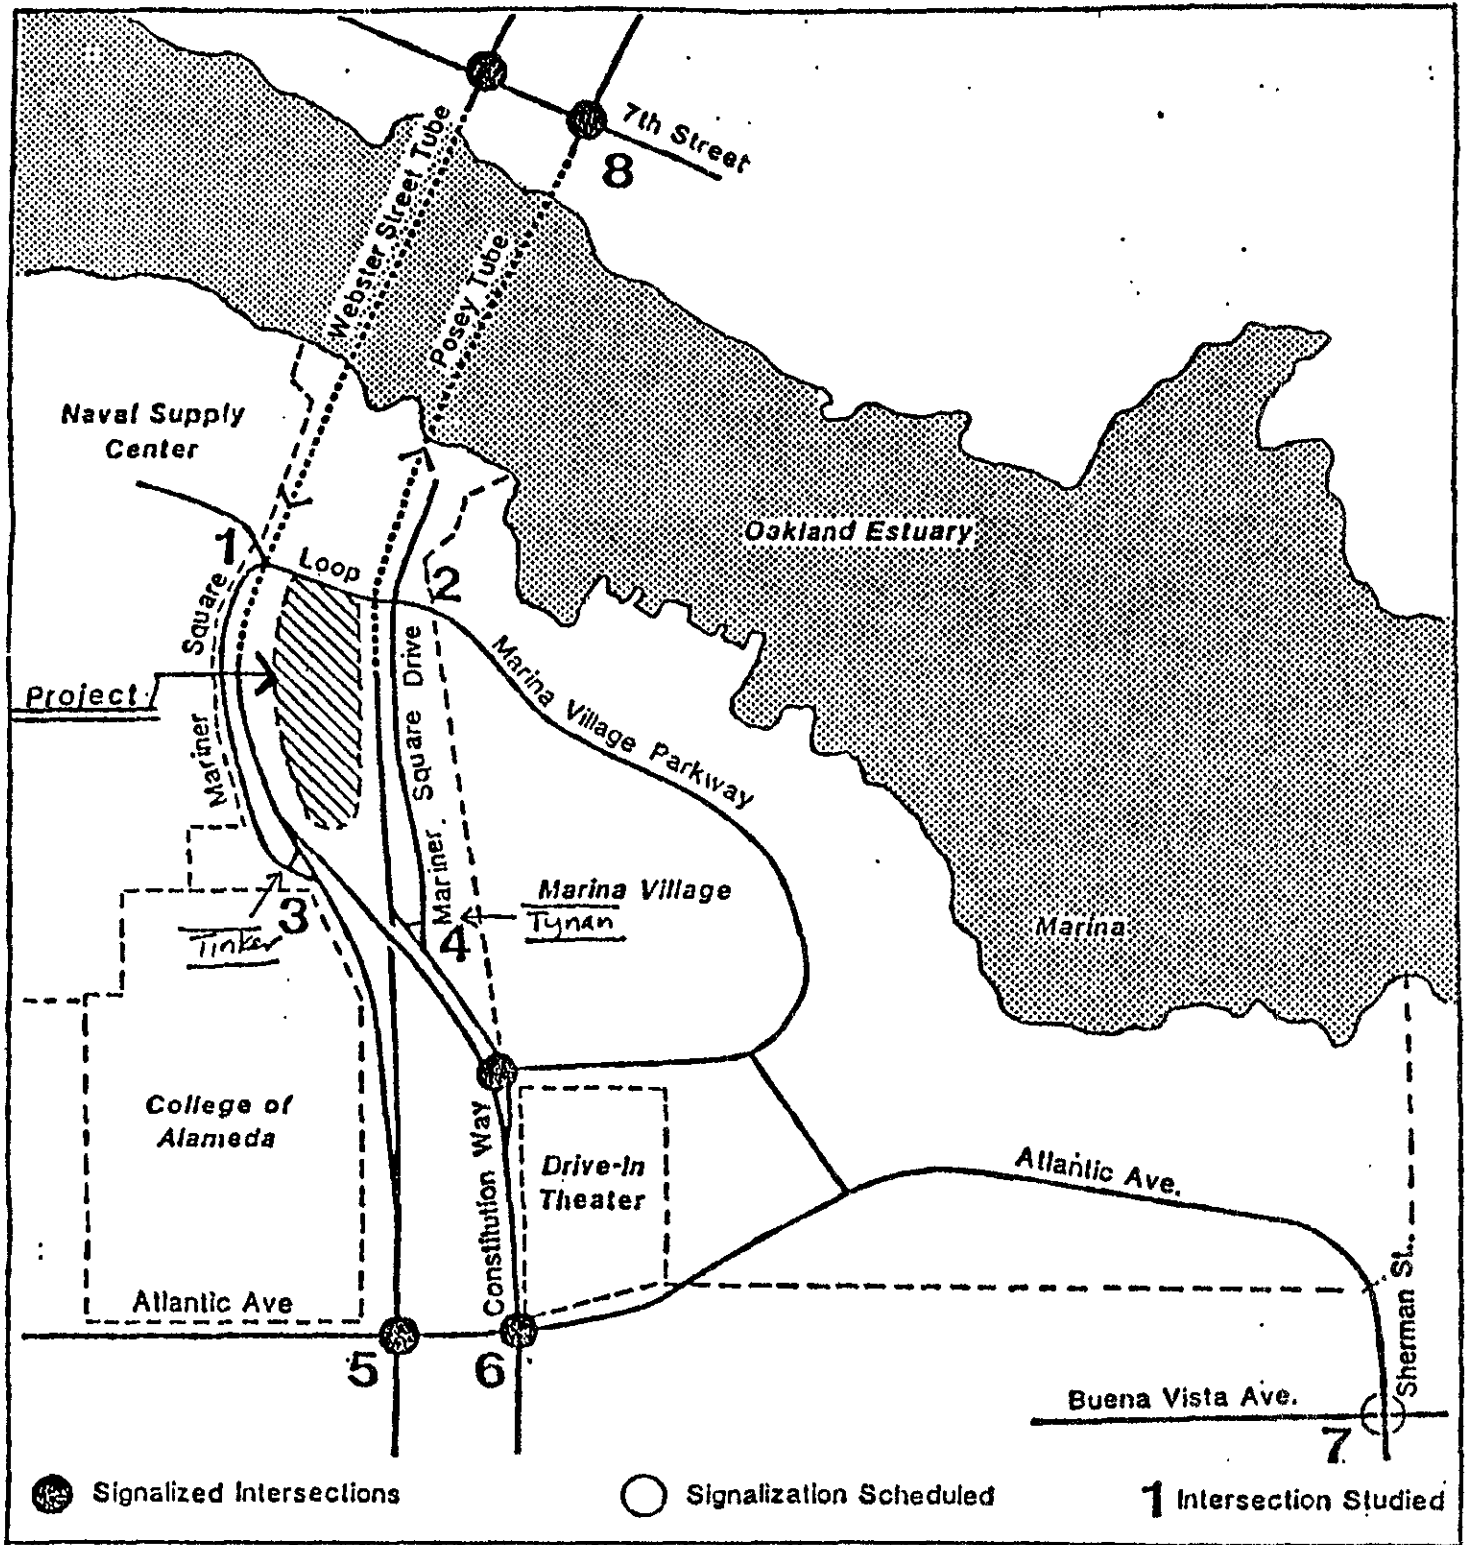 7th Street
8
Webster Street Tube
Posey Tube
Naval Supply
Center
Oakland Estuary
1
Loop
2
Mariner Square
Project
Mariner Square Drive
Marina Village Parkway
Marina Village
Tynan
3
Tinker
4
Marina
College of
Alameda
Constitution Way
Drive-In
Theater
Atlantic Ave.
Atlantic Ave
Sherman St.
5
6
Buena Vista Ave.
7
Signalized Intersections
Signalization Scheduled
1 Intersection Studied